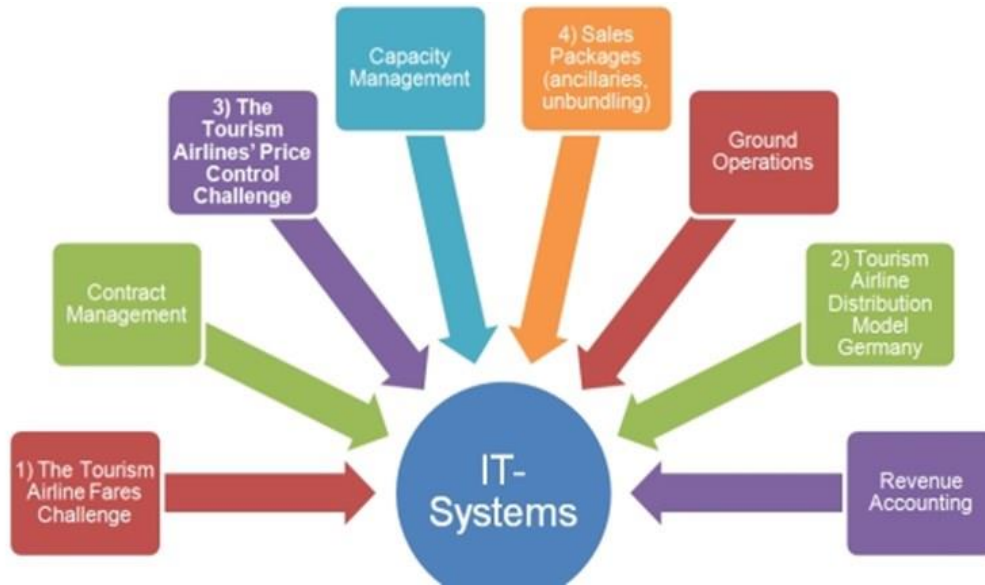 Capacity
Management
4) Sales
Packages
(ancillaries,
unbundling)
3) The
Tourism
Airlines' Price
Control
Challenge
Ground
Operations
Contract
Management
2) Tourism
Airline
Distribution
Model
Germany
1) The Tourism
Airline Fares
Challenge
IT-
Systems
Revenue
Accounting